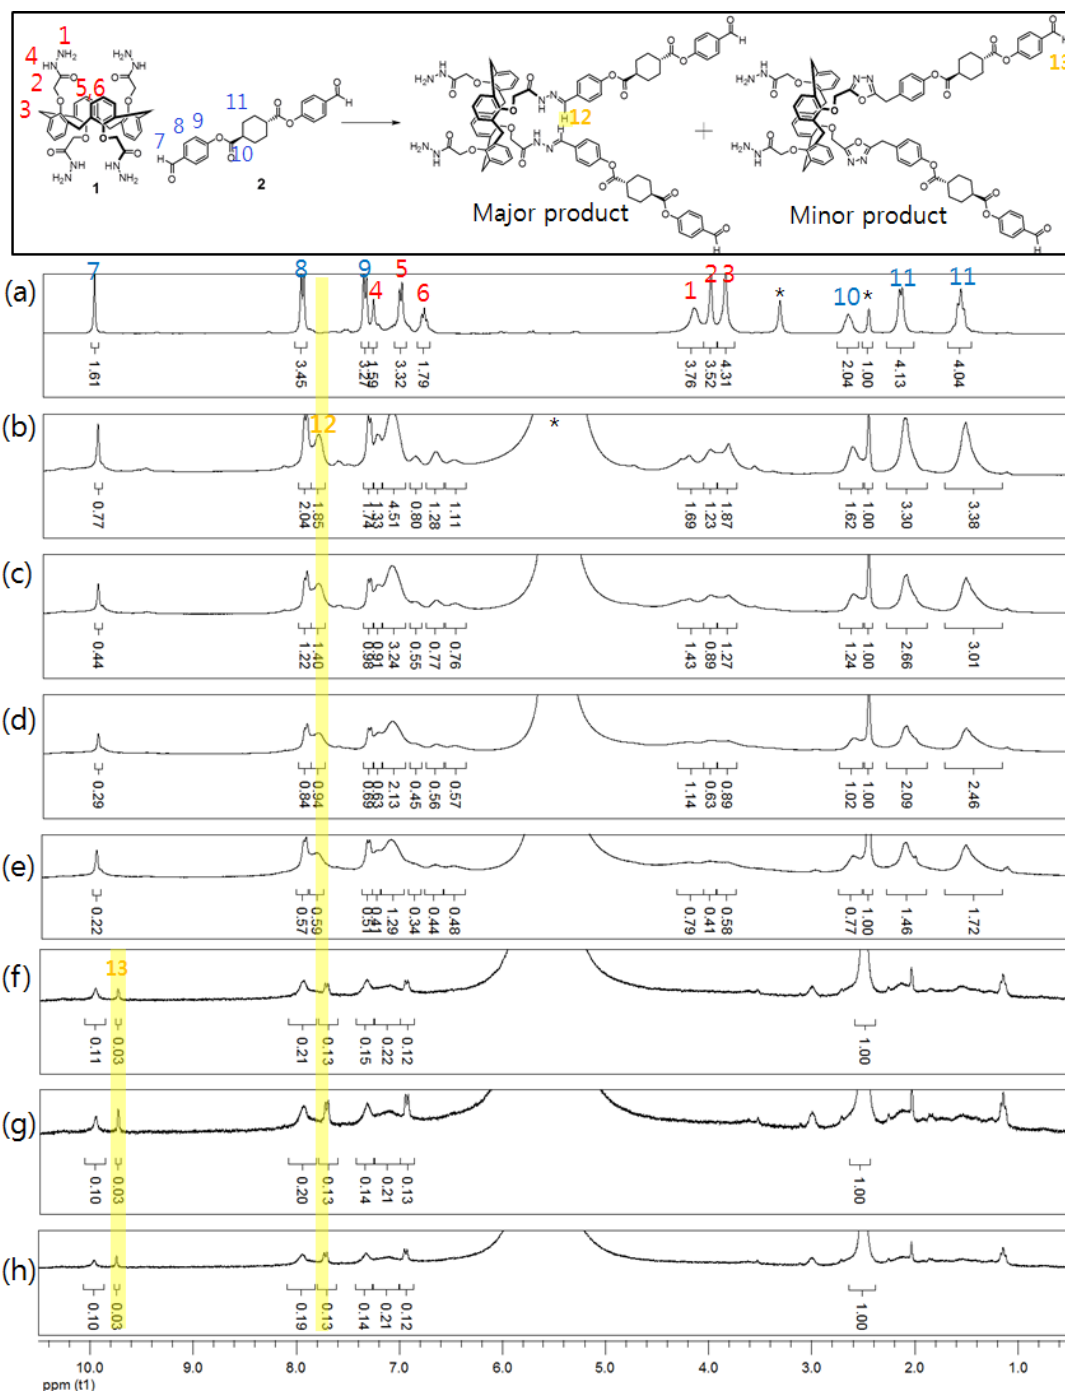 1
NH₂
4 HN
H₂N
NH
2 O
O
5,6
3 O
O
11
O
O
H
8 9
7
O
O
10
H
O
HN
H₂N
NH
NH₂
1
2
H₂N-NH
O
O
N
H
12
Major product
+
N-N
O
13
Minor product
(a) 7 8 9 4 5 6 1 2 3 * 10 * 11 11
1.61 3.45 3.27 1.59 3.32 1.79 3.76 3.52 4.31 2.04 1.00 4.13 4.04
(b) 12 *
0.77 2.04 1.85 1.74 1.33 4.51 0.80 1.28 1.11 1.69 1.23 1.87 1.62 1.00 3.30 3.38
(c)
0.44 1.22 1.40 0.98 0.91 3.24 0.55 0.77 0.76 1.43 0.89 1.27 1.24 1.00 2.66 3.01
(d)
0.29 0.84 0.94 0.69 0.63 2.13 0.45 0.56 0.57 1.14 0.63 0.89 1.02 1.00 2.09 2.46
(e)
0.22 0.57 0.59 0.51 0.41 1.29 0.34 0.44 0.48 0.79 0.41 0.58 0.77 1.00 1.46 1.72
(f) 13
0.11 0.03 0.21 0.13 0.15 0.22 0.12 1.00
(g)
0.10 0.03 0.20 0.13 0.14 0.21 0.13 1.00
(h)
0.10 0.03 0.19 0.13 0.14 0.21 0.12 1.00
10.0 9.0 8.0 7.0 6.0 5.0 4.0 3.0 2.0 1.0
ppm (t1)